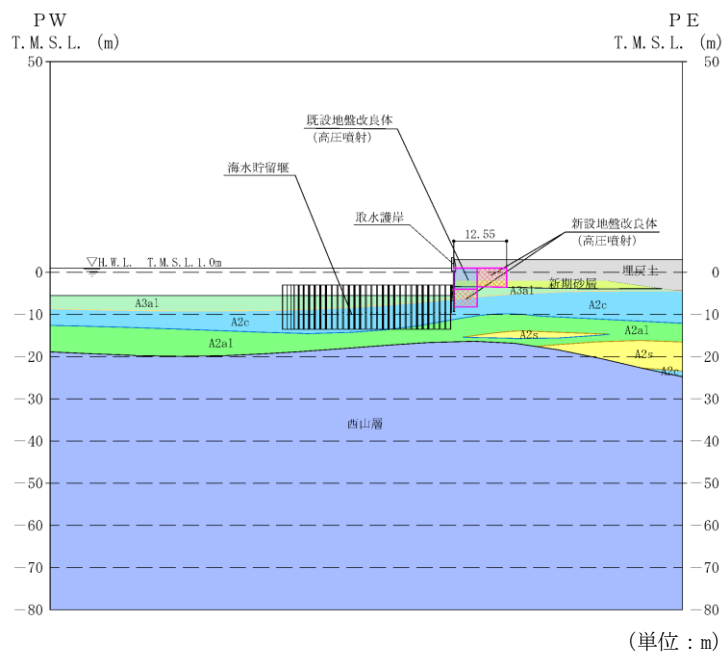 PW
PE
T.M.S.L. (m)
T.M.S.L. (m)
50
50
既設地盤改良体
(高圧噴射)
海水貯留堰
取水護岸
12.55
新設地盤改良体
(高圧噴射)
▽H.W.L. T.M.S.L.1.0m
0
0
埋戻土
新期砂層
A3al
A3al
-10
-10
A2c
A2c
A2s
A2al
A2al
-20
-20
A2s
A2c
-30
-30
西山層
-40
-40
-50
-50
-60
-60
-70
-70
-80
-80
(単位:m)